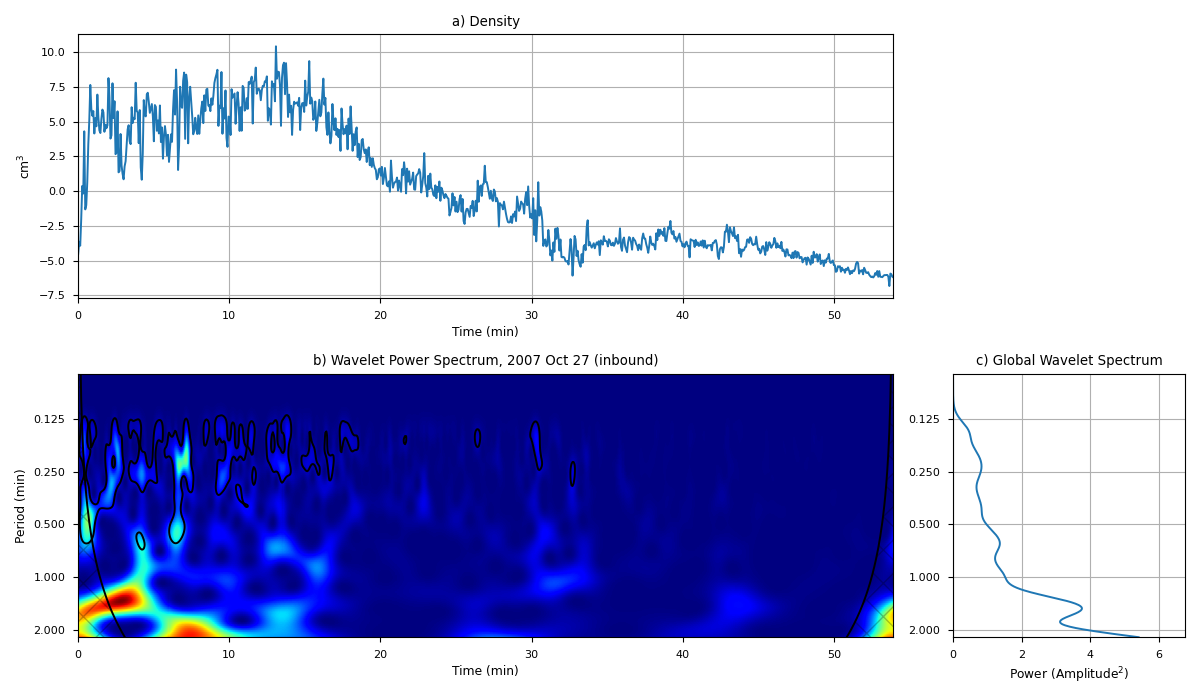 a) Density
10.0
7.5
5.0
2.5
0.0
−2.5
−5.0
−7.5
cm³
0 10 20 30 40 50
Time (min)
b) Wavelet Power Spectrum, 2007 Oct 27 (inbound)
0.125
0.250
0.500
1.000
2.000
Period (min)
0 10 20 30 40 50
Time (min)
c) Global Wavelet Spectrum
0.125
0.250
0.500
1.000
2.000
0 2 4 6
Power (Amplitude²)